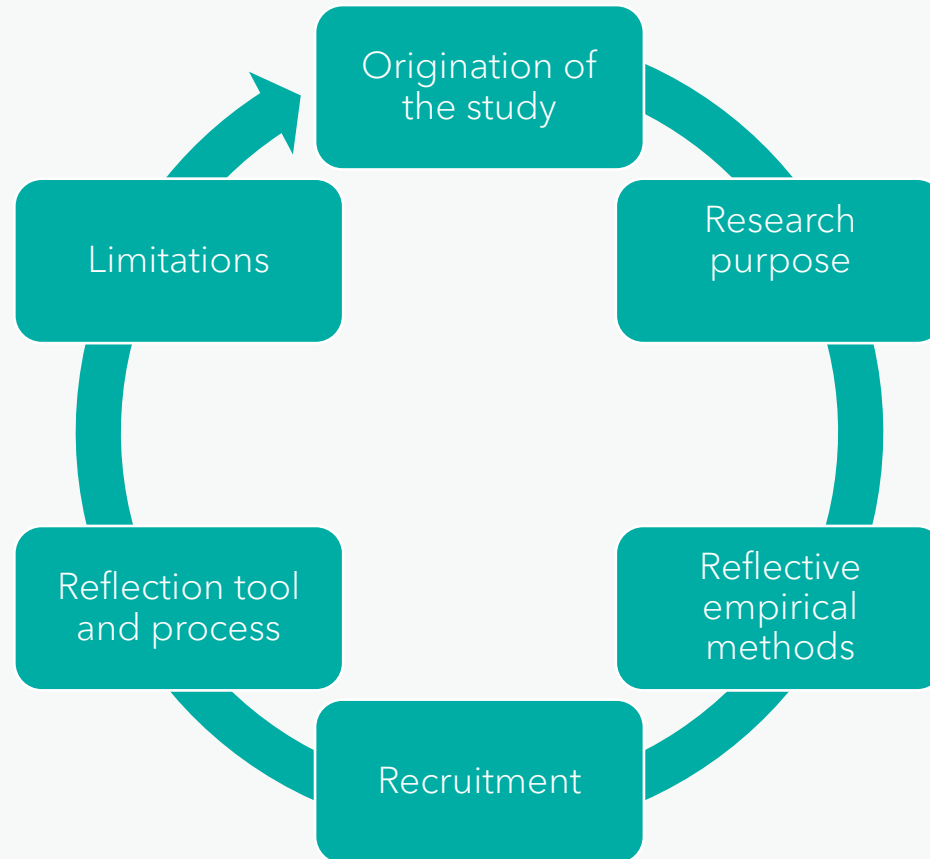 Origination of
the study
Research
purpose
Reflective
empirical
methods
Recruitment
Reflection tool
and process
Limitations